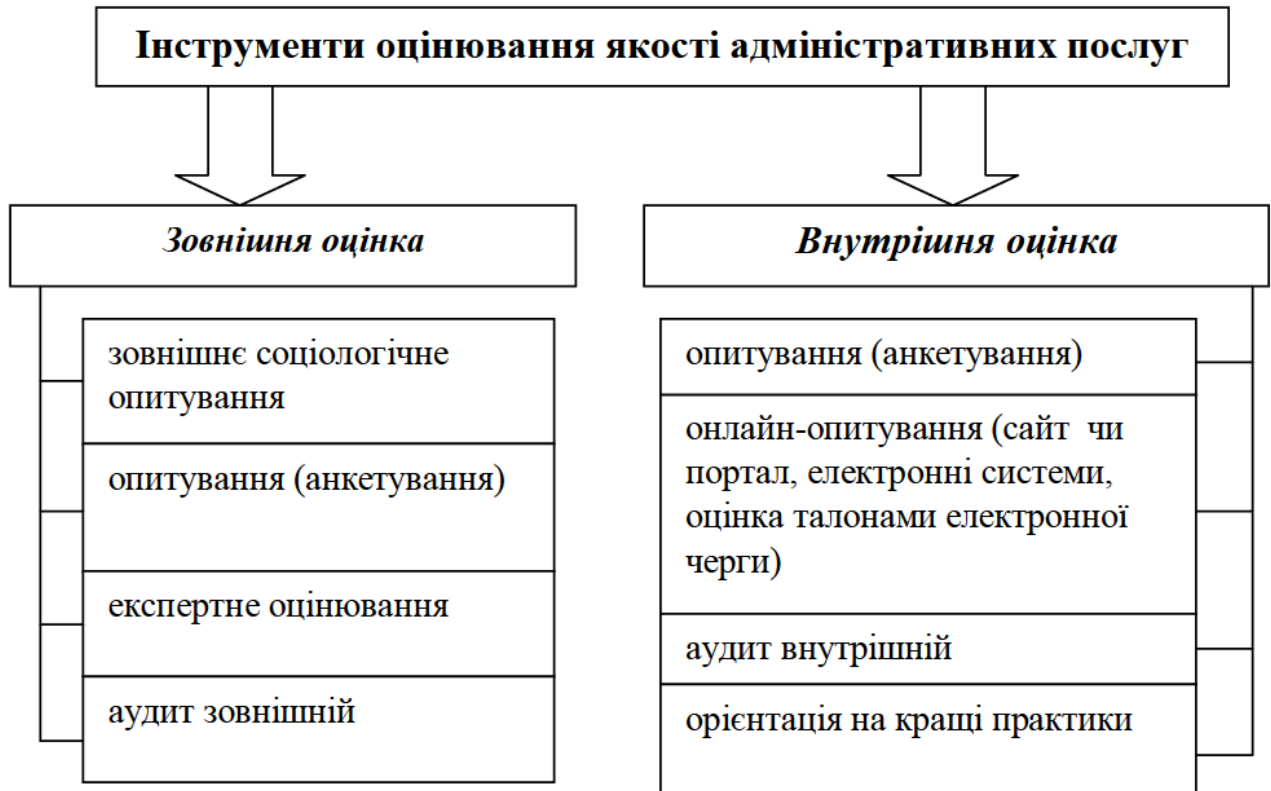 Інструменти оцінювання якості адміністративних послуг
Зовнішня оцінка
зовнішнє соціологічне
опитування
опитування (анкетування)
експертне оцінювання
аудит зовнішній
Внутрішня оцінка
опитування (анкетування)
онлайн-опитування (сайт чи
портал, електронні системи,
оцінка талонами електронної
черги)
аудит внутрішній
орієнтація на кращі практики